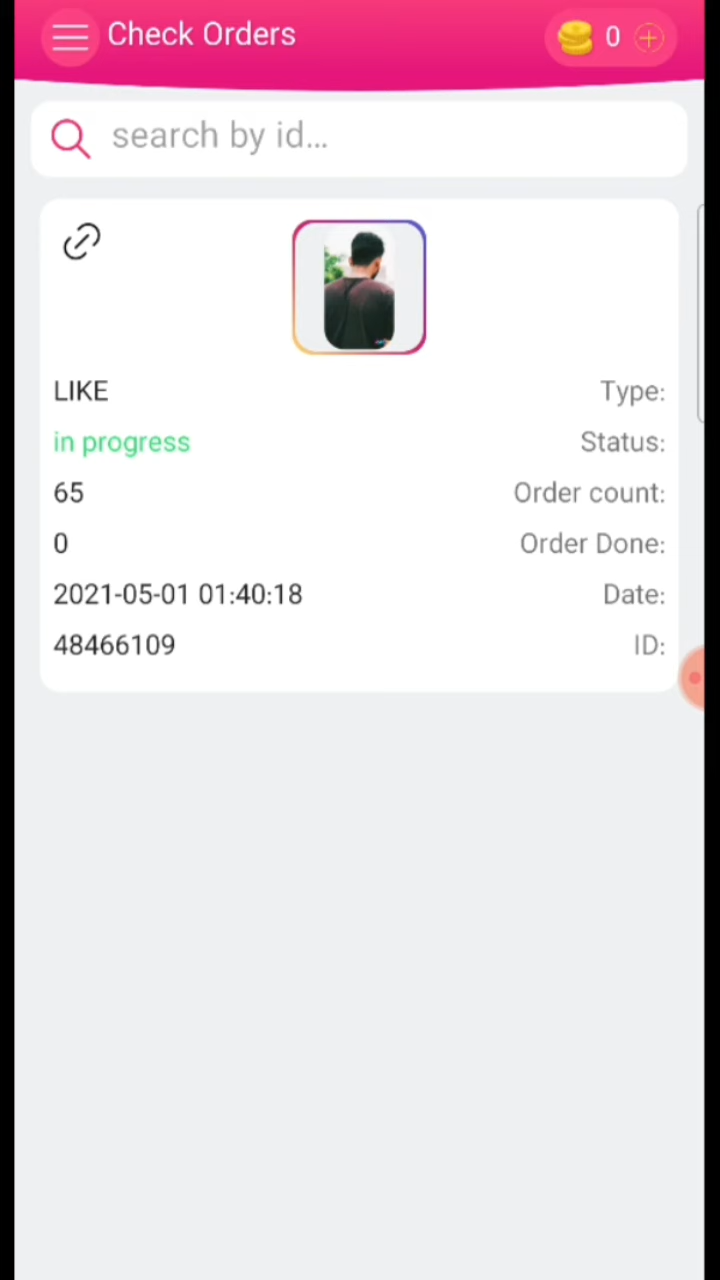 Check Orders
0
search by id...
LIKE Type:
in progress Status:
65 Order count:
0 Order Done:
2021-05-01 01:40:18 Date:
48466109 ID: